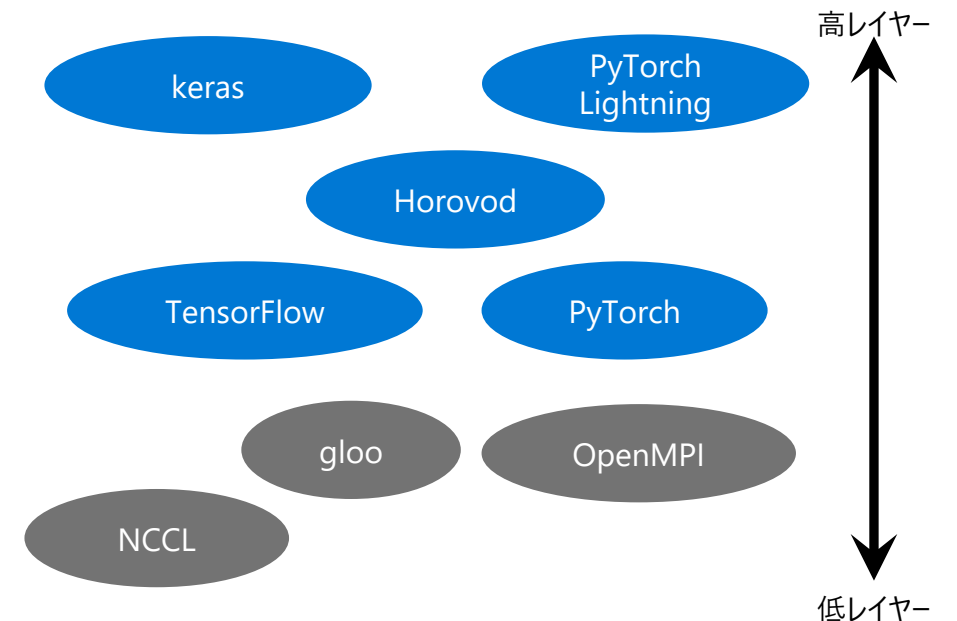 高レイヤー
keras
PyTorch
Lightning
Horovod
TensorFlow
PyTorch
gloo
OpenMPI
NCCL
低レイヤー